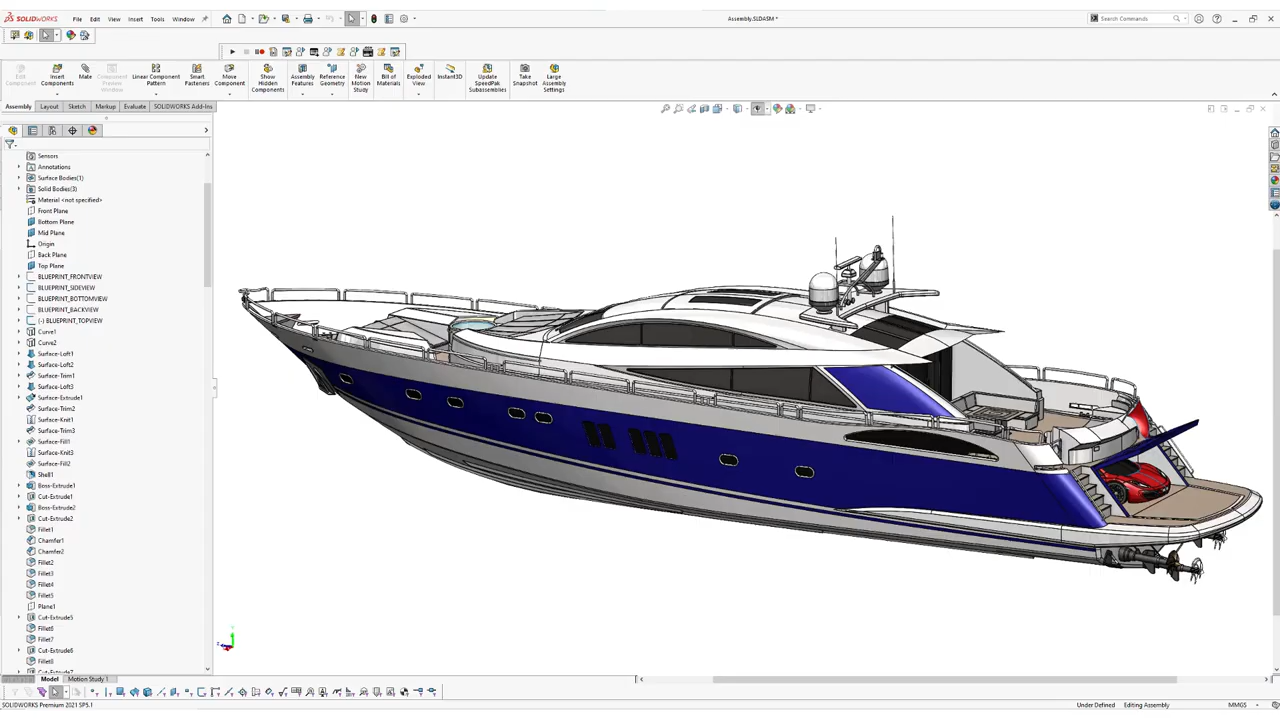 SOLIDWORKS File Edit View Insert Tools Window Assembly.SLDASM * Search Commands
Edit Component Insert Components Mate Component Preview Window Linear Component Pattern Smart Fasteners Move Component Show Hidden Components Assembly Features Reference Geometry New Motion Study Bill of Materials Exploded View Instant3D Update SpeedPak Subassemblies Take Snapshot Large Assembly Settings
Assembly Layout Sketch Markup Evaluate SOLIDWORKS Add-Ins
Sensors
Annotations
Surface Bodies(1)
Solid Bodies(3)
Material <not specified>
Front Plane
Bottom Plane
Mid Plane
Origin
Back Plane
Top Plane
BLUEPRINT_FRONTVIEW
BLUEPRINT_SIDEVIEW
BLUEPRINT_BOTTOMVIEW
BLUEPRINT_BACKVIEW
(-) BLUEPRINT_TOPVIEW
Curve1
Curve2
Surface-Loft1
Surface-Loft2
Surface-Trim1
Surface-Loft3
Surface-Extrude1
Surface-Trim2
Surface-Knit1
Surface-Trim3
Surface-Fill1
Surface-Knit3
Surface-Fill2
Shell1
Boss-Extrude1
Cut-Extrude1
Boss-Extrude2
Cut-Extrude2
Fillet1
Chamfer1
Chamfer2
Fillet2
Fillet3
Fillet4
Fillet5
Plane1
Cut-Extrude5
Fillet6
Fillet7
Cut-Extrude6
Fillet8
Cut-Extrude7
Model Motion Study 1
SOLIDWORKS Premium 2021 SP5.1 Under Defined Editing Assembly MMGS